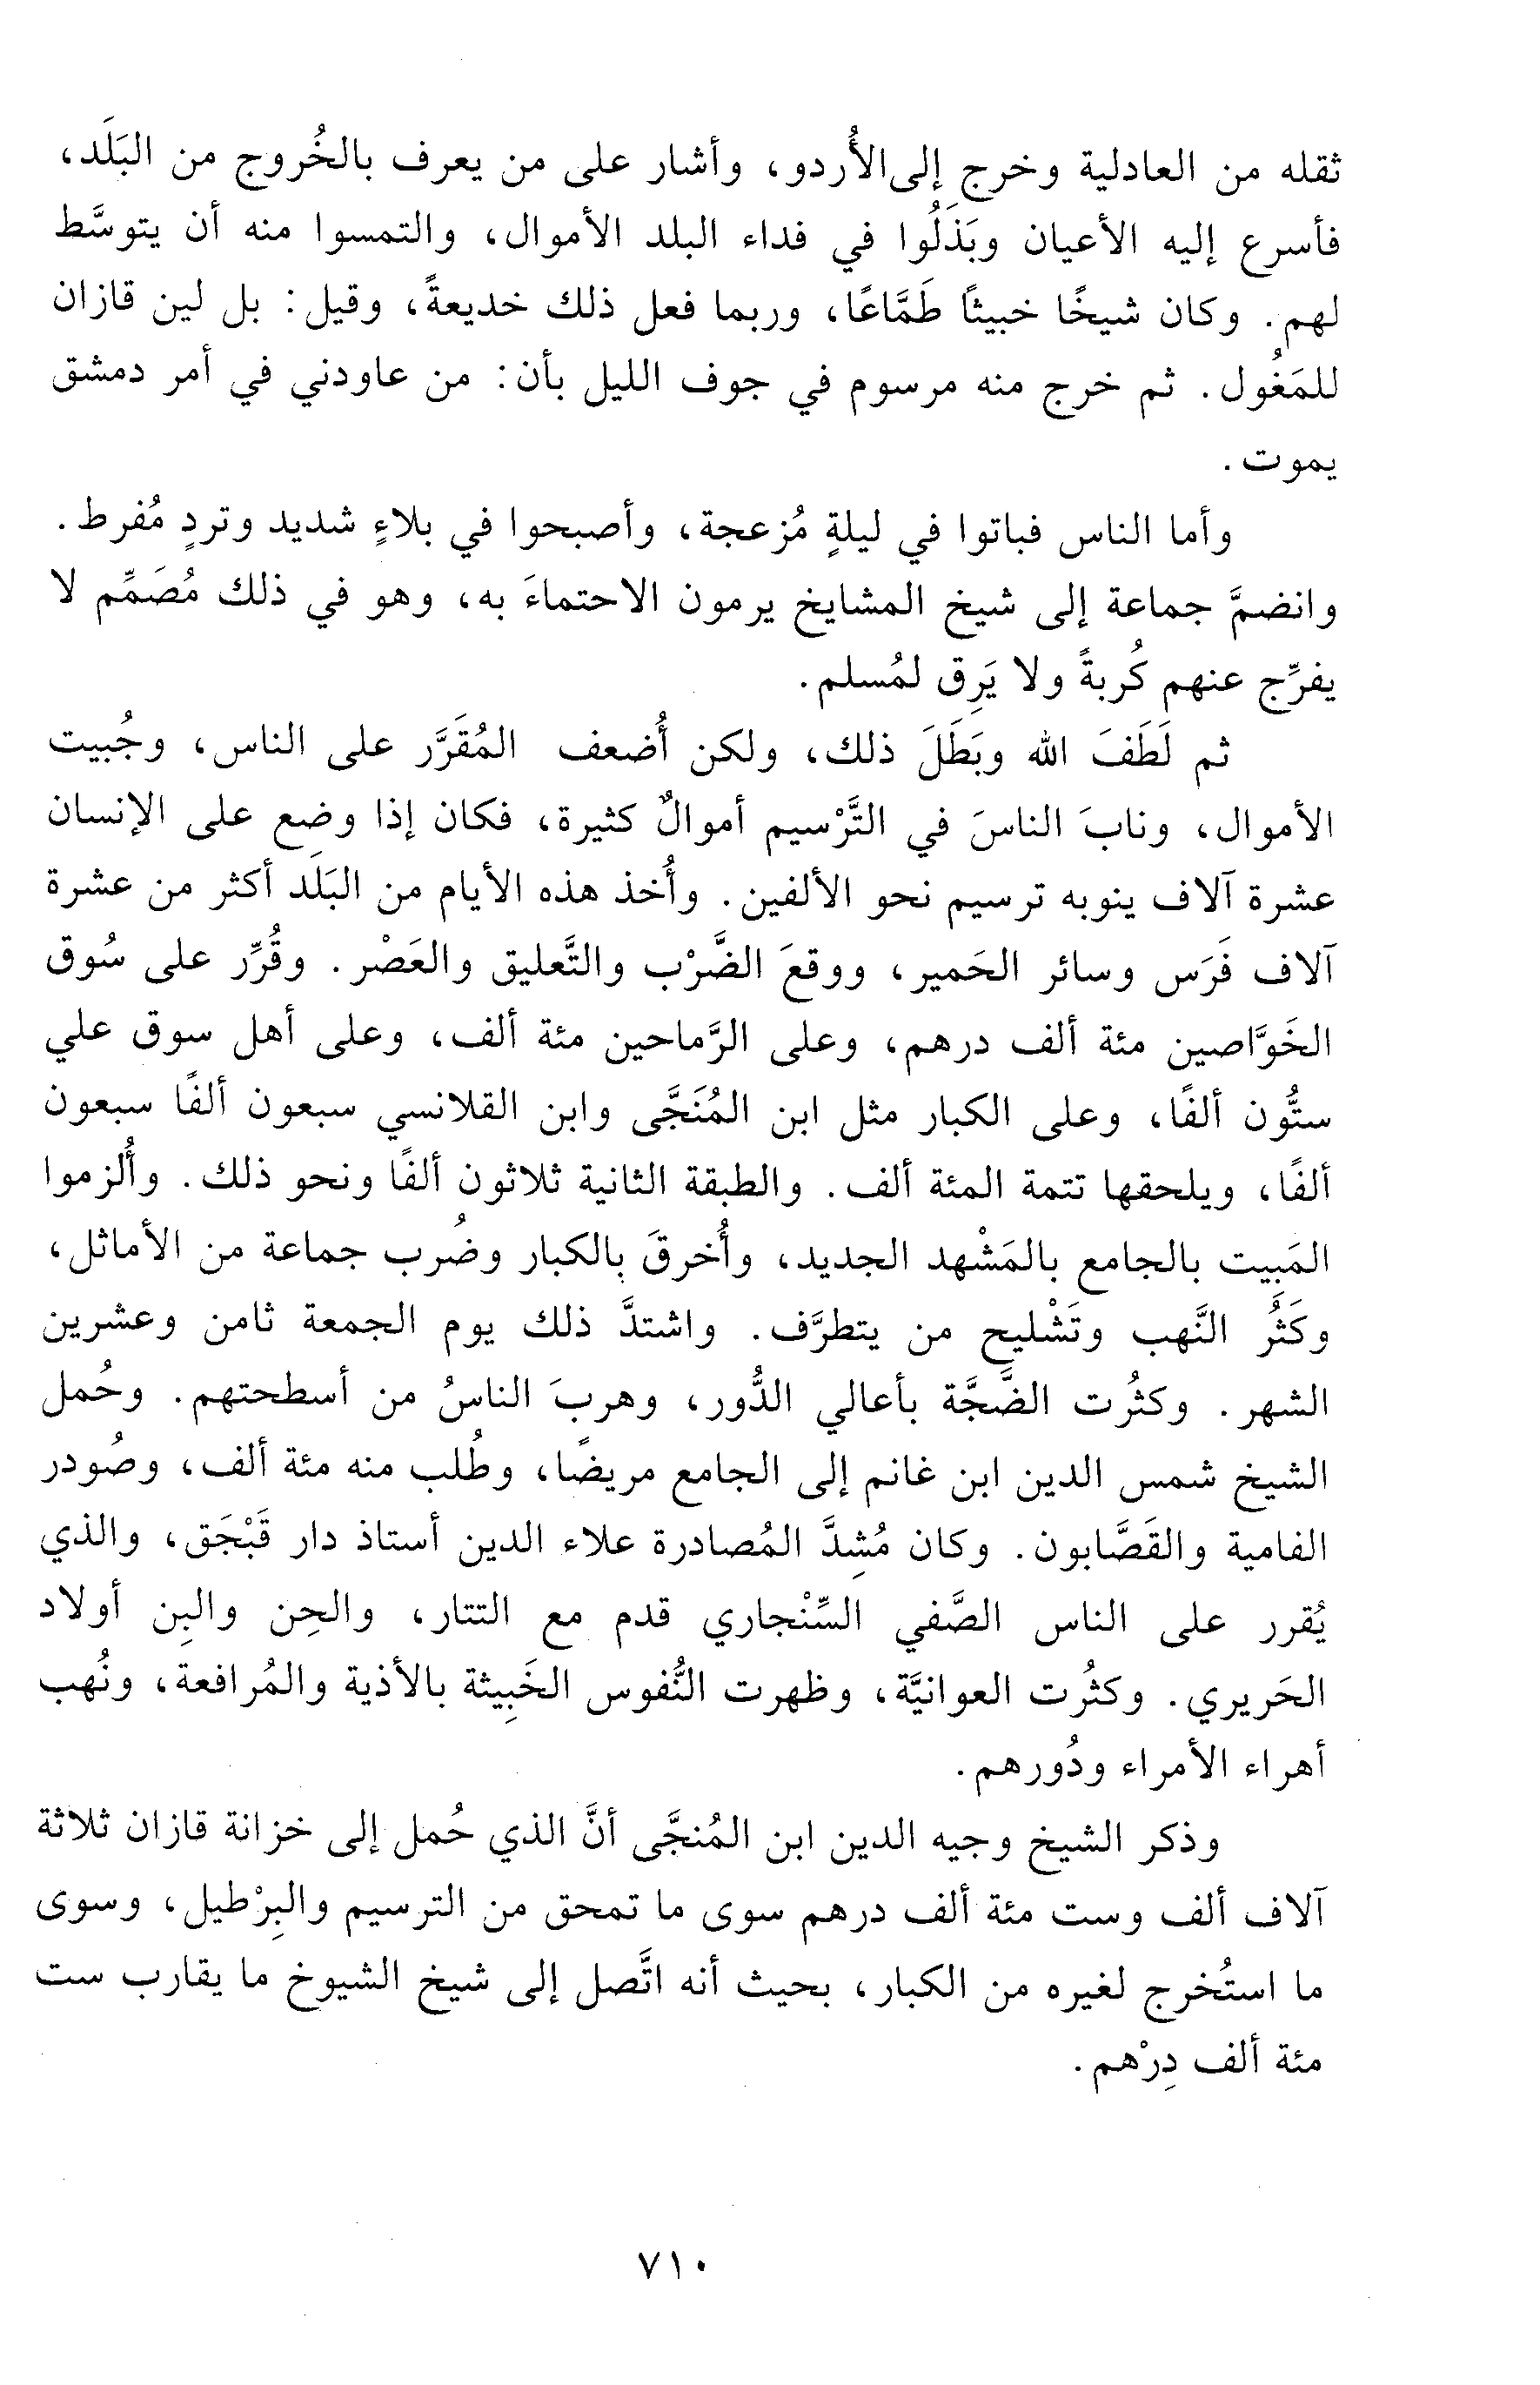 ثقله من العادلية وخرج إلى الأُردو، وأشار على من يعرف بالخُروج من البَلَد،
فأسرع إليه الأعيان وبَذَلُوا في فداء البلد الأموال، والتمسوا منه أن يتوسَّط
لهم. وكان شيخًا خبيثًا طَمَّاعًا، وربما فعل ذلك خديعةً، وقيل: بل لين قازان
للمَغُول. ثم خرج منه مرسوم في جوف الليل بأن: من عاودني في أمر دمشق
يموت.
وأما الناس فباتوا في ليلةٍ مُزعجة، وأصبحوا في بلاءٍ شديد وتردٍ مُفرط.
وانضمَّ جماعة إلى شيخ المشايخ يرمون الاحتماءَ به، وهو في ذلك مُصَمِّم لا
يفرِّج عنهم كُربةً ولا يَرِق لمُسلم.
ثم لَطَفَ الله وبَطَلَ ذلك، ولكن أُضعف المُقَرَّر على الناس، وجُبيت
الأموال، ونابَ الناسَ في التَّرْسيم أموالٌ كثيرة، فكان إذا وضع على الإنسان
عشرة آلاف ينوبه ترسيم نحو الألفين. وأُخذ هذه الأيام من البَلَد أكثر من عشرة
آلاف فَرَس وسائر الحَمير، ووقعَ الضَّرْب والتَّعليق والعَصْر. وقُرِّر على سُوق
الخَوَّاصين مئة ألف درهم، وعلى الرَّماحين مئة ألف، وعلى أهل سوق علي
ستُّون ألفًا، وعلى الكبار مثل ابن المُنَجَّى وابن القلانسي سبعون ألفًا سبعون
ألفًا، ويلحقها تتمة المئة ألف. والطبقة الثانية ثلاثون ألفًا ونحو ذلك. وأُلزموا
المَبِيت بالجامع بالمَشْهد الجديد، وأُخرقَ بالكبار وضُرب جماعة من الأماثل،
وكَثُر النَّهب وتَشْليح من يتطرَّف. واشتدَّ ذلك يوم الجمعة ثامن وعشرين
الشهر. وكثُرت الضَّجَّة بأعالي الدُّور، وهربَ الناسُ من أسطحتهم. وحُمل
الشيخ شمس الدين ابن غانم إلى الجامع مريضًا، وطُلب منه مئة ألف، وصُودر
الفامية والقَصَّابون. وكان مُشِدَّ المُصادرة علاء الدين أستاذ دار قَبْجَق، والذي
يُقرر على الناس الصَّفي السِّنْجاري قدم مع التتار، والحِن والبِن أولاد
الحَريري. وكثُرت العوانيَّة، وظهرت النُّفوس الخَبِيثة بالأذية والمُرافعة، ونُهب
أهراء الأمراء ودُورهم.
وذكر الشيخ وجيه الدين ابن المُنجَّى أنَّ الذي حُمل إلى خزانة قازان ثلاثة
آلاف ألف وست مئة ألف درهم سوى ما تمحق من الترسيم والبِرْطيل، وسوى
ما استُخرج لغيره من الكبار، بحيث أنه اتَّصل إلى شيخ الشيوخ ما يقارب ست
مئة ألف دِرْهم.
٧١٠